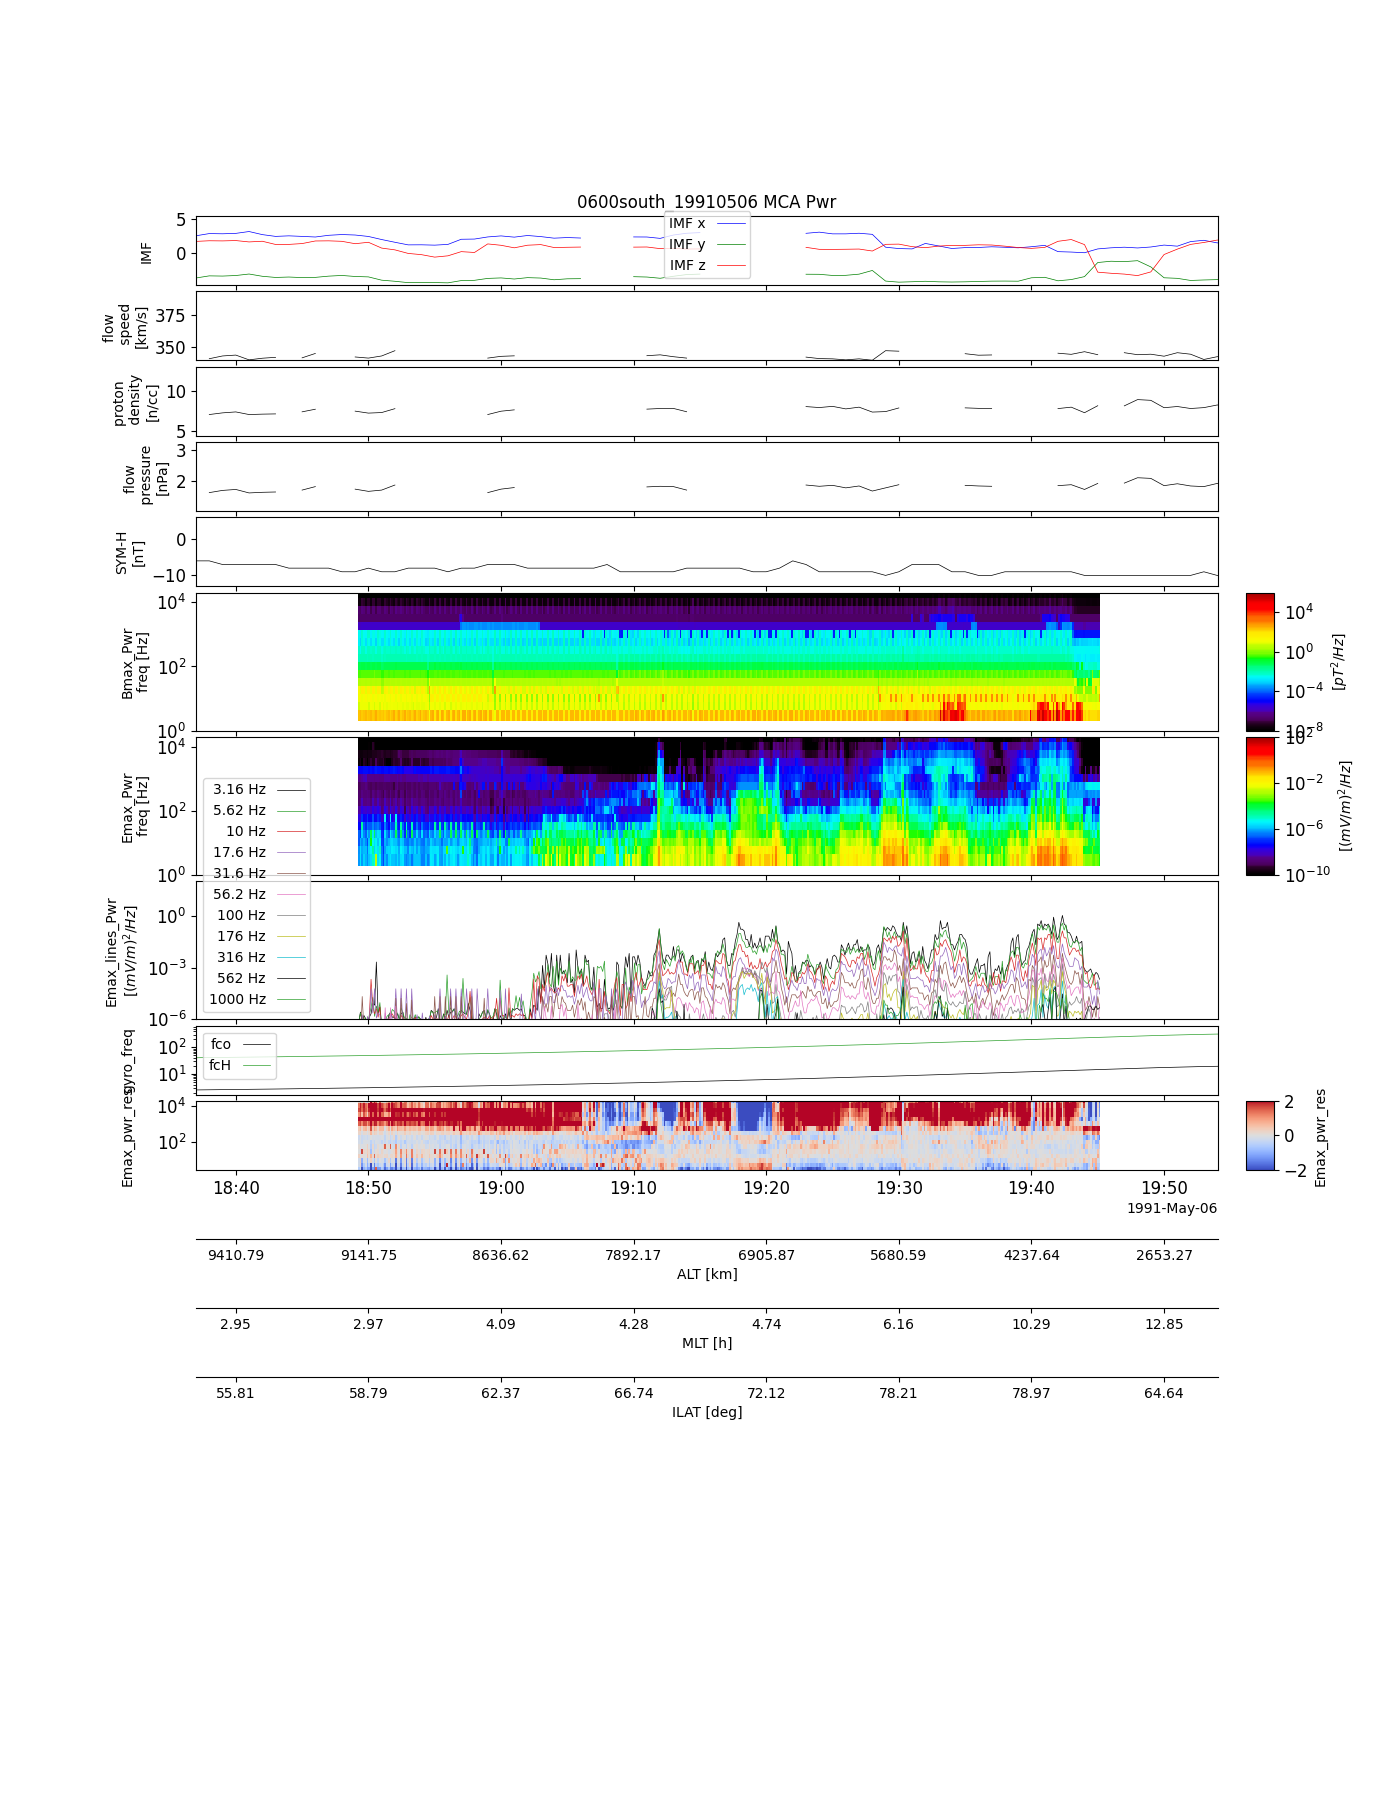 0600south_19910506 MCA Pwr
IMF
5
0
IMF x
IMF y
IMF z
flow
speed
[km/s]
375
350
proton
density
[n/cc]
10
5
flow
pressure
[nPa]
3
2
SYM-H
[nT]
0
−10
Bmax_Pwr
freq [Hz]
10^4
10^2
10^0
10^4
10^0
10^−4
10^−8
[pT^2/Hz]
Emax_Pwr
freq [Hz]
10^4
10^2
10^0
10^2
10^−2
10^−6
10^−10
[(mV/m)^2/Hz]
3.16 Hz
5.62 Hz
10 Hz
17.6 Hz
31.6 Hz
56.2 Hz
100 Hz
176 Hz
316 Hz
562 Hz
1000 Hz
Emax_lines_Pwr
[(mV/m)^2/Hz]
10^0
10^−3
10^−6
gyro_freq
10^2
10^1
fco
fcH
Emax_pwr_res
10^4
10^2
2
0
−2
Emax_pwr_res
18:40 18:50 19:00 19:10 19:20 19:30 19:40 19:50
1991-May-06
9410.79 9141.75 8636.62 7892.17 6905.87 5680.59 4237.64 2653.27
ALT [km]
2.95 2.97 4.09 4.28 4.74 6.16 10.29 12.85
MLT [h]
55.81 58.79 62.37 66.74 72.12 78.21 78.97 64.64
ILAT [deg]